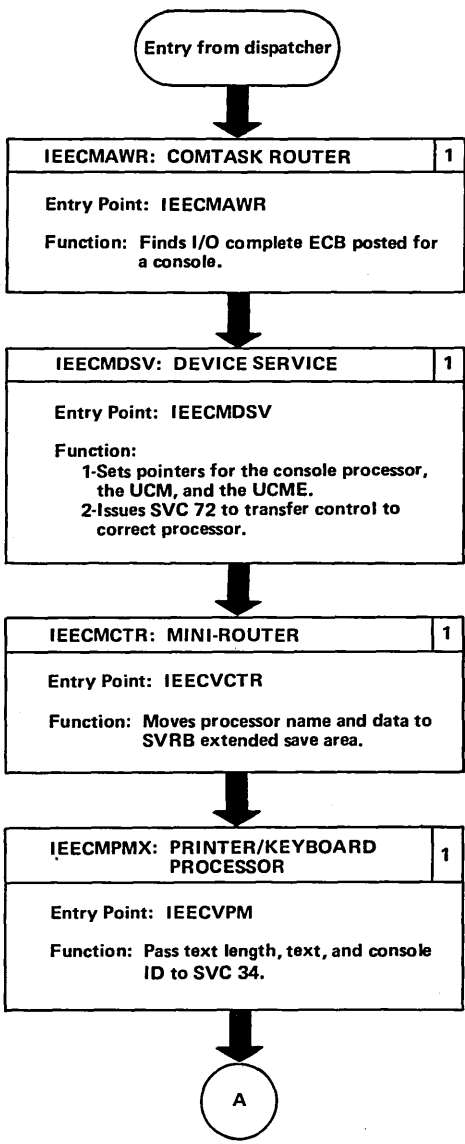 Entry from dispatcher
IEECMAWR: COMTASK ROUTER 1
Entry Point: IEECMAWR
Function: Finds I/O complete ECB posted for
a console.
IEECMDSV: DEVICE SERVICE 1
Entry Point: IEECMDSV
Function:
1-Sets pointers for the console processor,
the UCM, and the UCME.
2-Issues SVC 72 to transfer control to
correct processor.
IEECMCTR: MINI-ROUTER 1
Entry Point: IEECVCTR
Function: Moves processor name and data to
SVRB extended save area.
IEECMPMX: PRINTER/KEYBOARD 1
PROCESSOR
Entry Point: IEECVPM
Function: Pass text length, text, and console
ID to SVC 34.
A